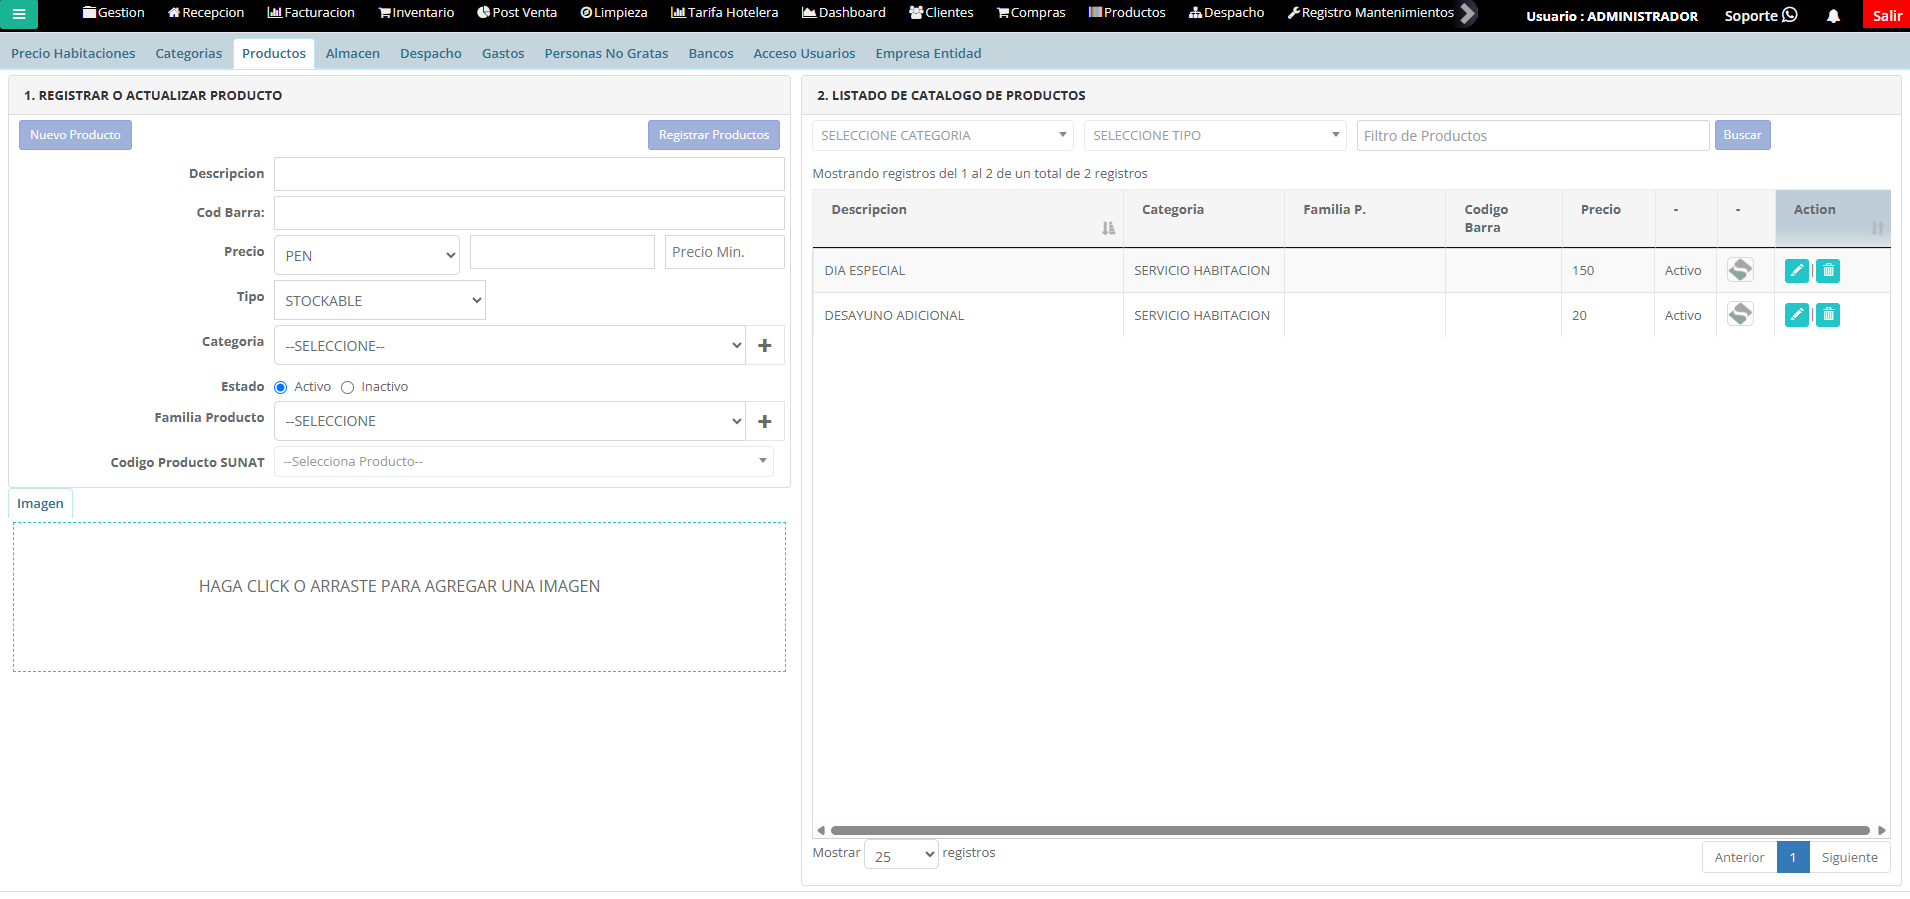 Gestion Recepcion Facturacion Inventario Post Venta Limpieza Tarifa Hotelera Dashboard Clientes Compras Productos Despacho Registro Mantenimientos Usuario : ADMINISTRADOR Soporte Salir
Precio Habitaciones Categorias Productos Almacen Despacho Gastos Personas No Gratas Bancos Acceso Usuarios Empresa Entidad
1. REGISTRAR O ACTUALIZAR PRODUCTO
Nuevo Producto Registrar Productos
Descripcion
Cod Barra:
Precio PEN Precio Min.
Tipo STOCKABLE
Categoria --SELECCIONE--
Estado Activo Inactivo
Familia Producto --SELECCIONE
Codigo Producto SUNAT --Selecciona Producto--
Imagen
HAGA CLICK O ARRASTE PARA AGREGAR UNA IMAGEN
2. LISTADO DE CATALOGO DE PRODUCTOS
SELECCIONE CATEGORIA SELECCIONE TIPO Filtro de Productos Buscar
Mostrando registros del 1 al 2 de un total de 2 registros
Descripcion Categoria Familia P. Codigo Barra Precio - - Action
DIA ESPECIAL SERVICIO HABITACION 150 Activo |
DESAYUNO ADICIONAL SERVICIO HABITACION 20 Activo |
Mostrar 25 registros
Anterior 1 Siguiente